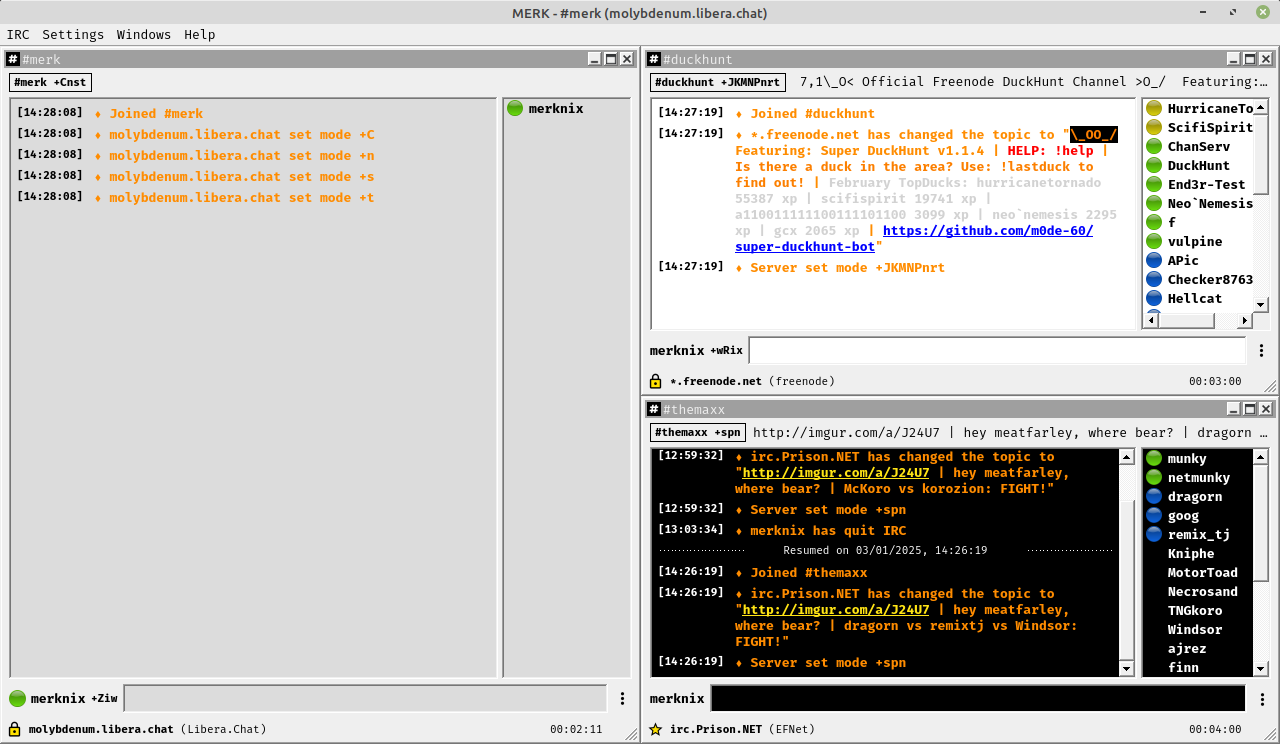 MERK - #merk (molybdenum.libera.chat)
IRC Settings Windows Help
#merk
#merk +Cnst
[14:28:08] ♦ Joined #merk
[14:28:08] ♦ molybdenum.libera.chat set mode +C
[14:28:08] ♦ molybdenum.libera.chat set mode +n
[14:28:08] ♦ molybdenum.libera.chat set mode +s
[14:28:08] ♦ molybdenum.libera.chat set mode +t
merknix
merknix +Ziw
molybdenum.libera.chat (Libera.Chat) 00:02:11
#duckhunt
#duckhunt +JKMNPnrt 7,1\_O< Official Freenode DuckHunt Channel >O_/ Featuring:…
[14:27:19] ♦ Joined #duckhunt
[14:27:19] ♦ *.freenode.net has changed the topic to "\_OO_/
Featuring: Super DuckHunt v1.1.4 | HELP: !help |
Is there a duck in the area? Use: !lastduck to
find out! | February TopDucks: hurricanetornado
55387 xp | scifispirit 19741 xp |
a110011111100111101100 3099 xp | neo`nemesis 2295
xp | gcx 2065 xp | https://github.com/m0de-60/
super-duckhunt-bot"
[14:27:19] ♦ Server set mode +JKMNPnrt
HurricaneTo
ScifiSpirit
ChanServ
DuckHunt
End3r-Test
Neo`Nemesis
f
vulpine
APic
Checker8763
Hellcat
merknix +wRix
*.freenode.net (freenode) 00:03:00
#themaxx
#themaxx +spn http://imgur.com/a/J24U7 | hey meatfarley, where bear? | dragorn …
[12:59:32] ♦ irc.Prison.NET has changed the topic to
"http://imgur.com/a/J24U7 | hey meatfarley,
where bear? | McKoro vs korozion: FIGHT!"
[12:59:32] ♦ Server set mode +spn
[13:03:34] ♦ merknix has quit IRC
Resumed on 03/01/2025, 14:26:19
[14:26:19] ♦ Joined #themaxx
[14:26:19] ♦ irc.Prison.NET has changed the topic to
"http://imgur.com/a/J24U7 | hey meatfarley,
where bear? | dragorn vs remixtj vs Windsor:
FIGHT!"
[14:26:19] ♦ Server set mode +spn
munky
netmunky
dragorn
goog
remix_tj
Kniphe
MotorToad
Necrosand
TNGkoro
Windsor
ajrez
finn
merknix
irc.Prison.NET (EFNet) 00:04:00